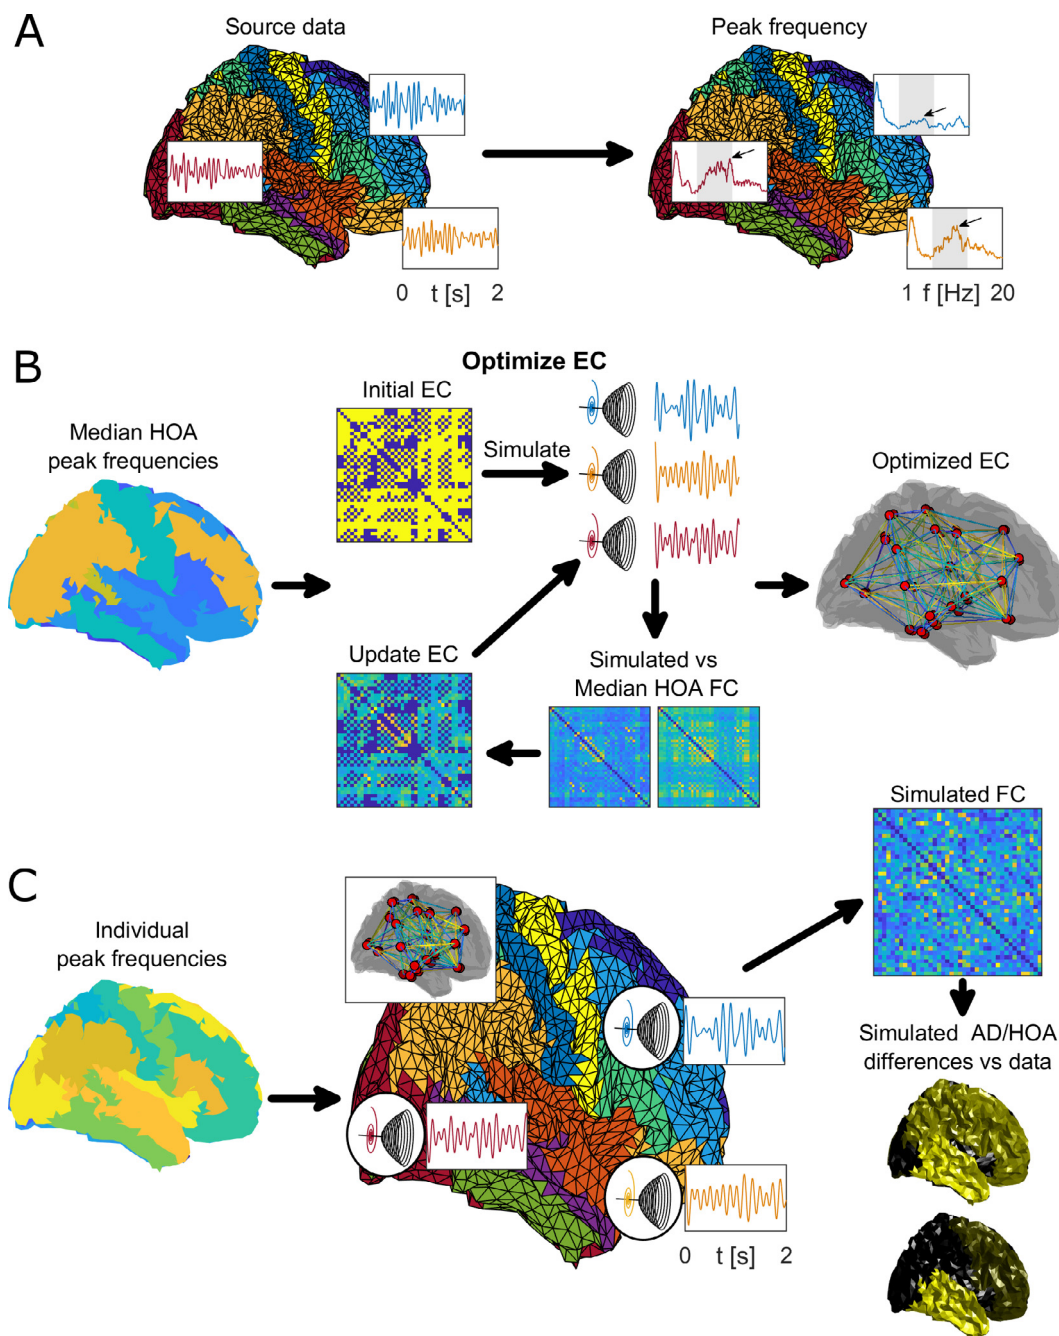 A
Source data
Peak frequency
0 t [s] 2
1 f [Hz] 20
B
Optimize EC
Initial EC
Median HOA
peak frequencies
Simulate
Optimized EC
Update EC
Simulated vs
Median HOA FC
Simulated FC
C
Individual
peak frequencies
Simulated AD/HOA
differences vs data
0 t [s] 2